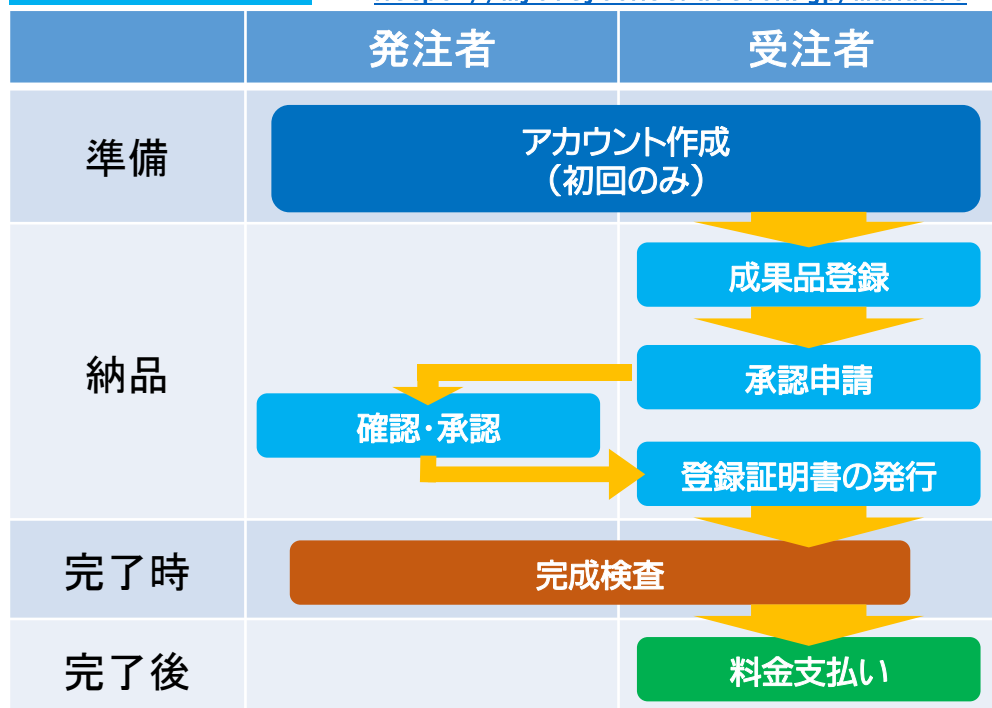 発注者
受注者
準備
アカウント作成
（初回のみ）
納品
成果品登録
承認申請
確認・承認
登録証明書の発行
完了時
完成検査
完了後
料金支払い